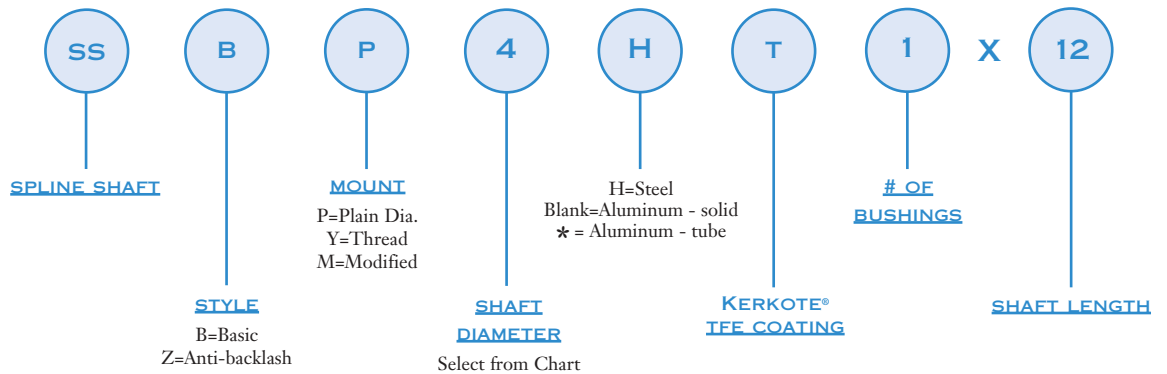 SS B P 4 H T 1 X 12
SPLINE SHAFT
STYLE
B=Basic
Z=Anti-backlash
MOUNT
P=Plain Dia.
Y=Thread
M=Modified
SHAFT
DIAMETER
Select from Chart
H=Steel
Blank=Aluminum - solid
* = Aluminum - tube
KERKOTE®
TFE COATING
# OF
BUSHINGS
SHAFT LENGTH